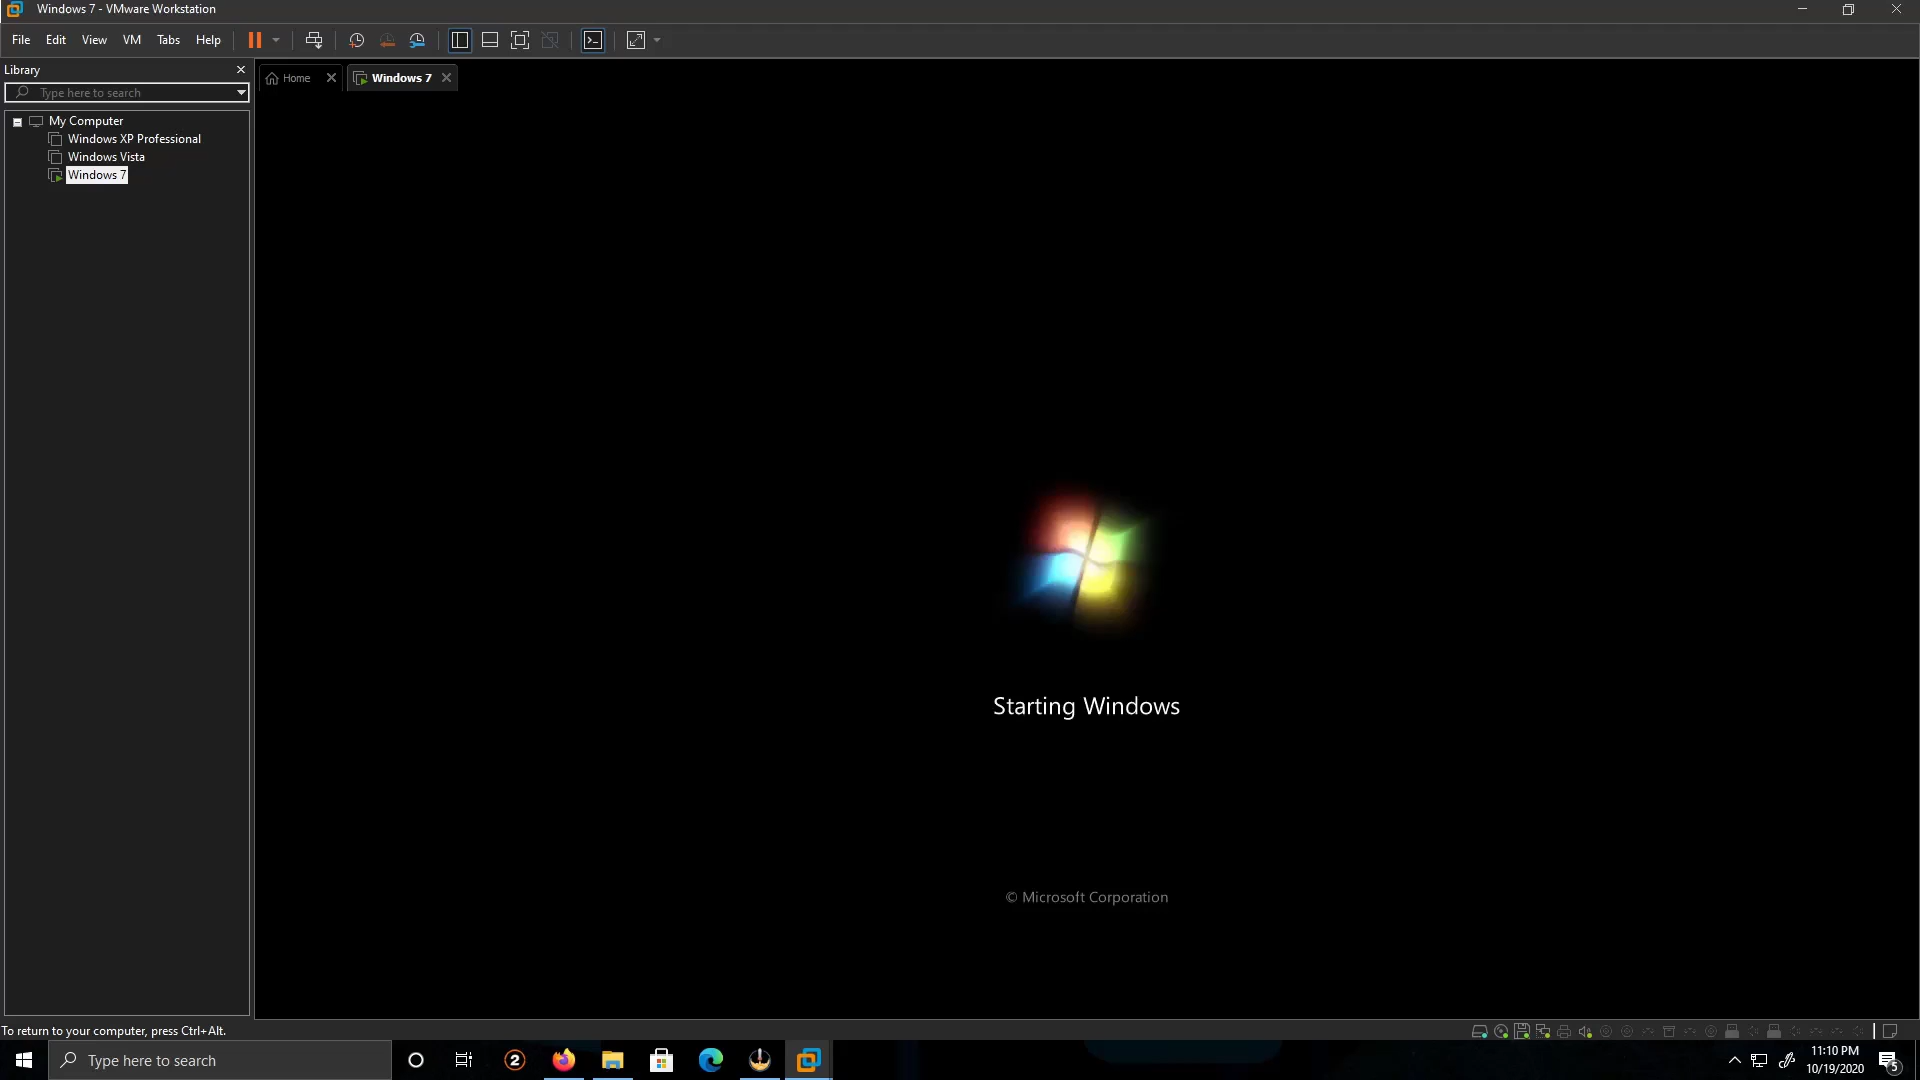 Windows 7 - VMware Workstation
File Edit View VM Tabs Help
Library
Type here to search
My Computer
Windows XP Professional
Windows Vista
Windows 7
Home
Windows 7
Starting Windows
© Microsoft Corporation
To return to your computer, press Ctrl+Alt.
Type here to search
2
11:10 PM
10/19/2020
5